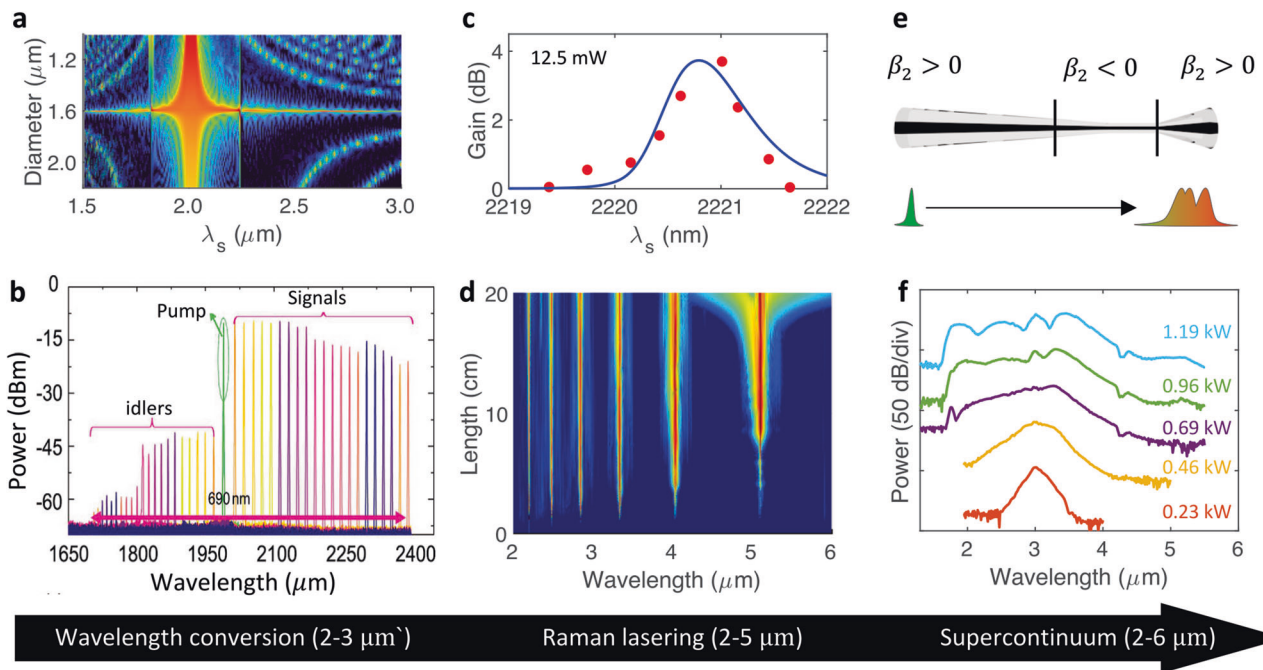 a
Diameter (μm)
1.2
1.6
2.0
1.5 2.0 2.5 3.0
λs (μm)
b
Power (dBm)
0
-15
-30
-45
-60
Pump
Signals
idlers
690 nm
1650 1800 1950 2100 2250 2400
Wavelength (μm)
c
12.5 mW
Gain (dB)
4
2
0
2219 2220 2221 2222
λs (nm)
d
Length (cm)
20
10
0
2 3 4 5 6
Wavelength (μm)
e
β2 > 0 β2 < 0 β2 > 0
f
Power (50 dB/div)
1.19 kW
0.96 kW
0.69 kW
0.46 kW
0.23 kW
2 3 4 5 6
Wavelength (μm)
Wavelength conversion (2-3 μm`) Raman lasering (2-5 μm) Supercontinuum (2-6 μm)